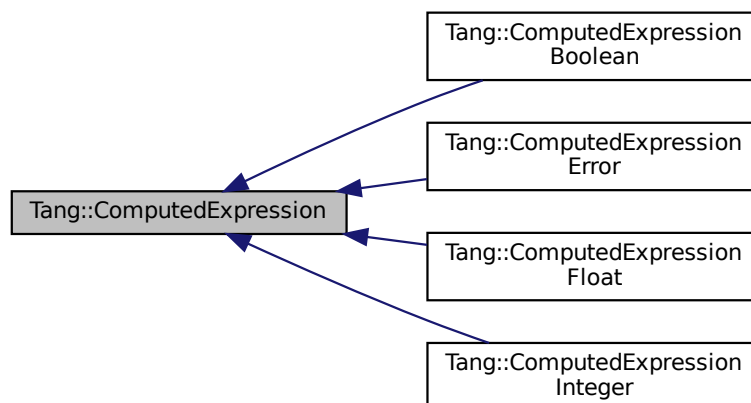 Tang::ComputedExpression
Boolean
Tang::ComputedExpression
Error
Tang::ComputedExpression
Tang::ComputedExpression
Float
Tang::ComputedExpression
Integer